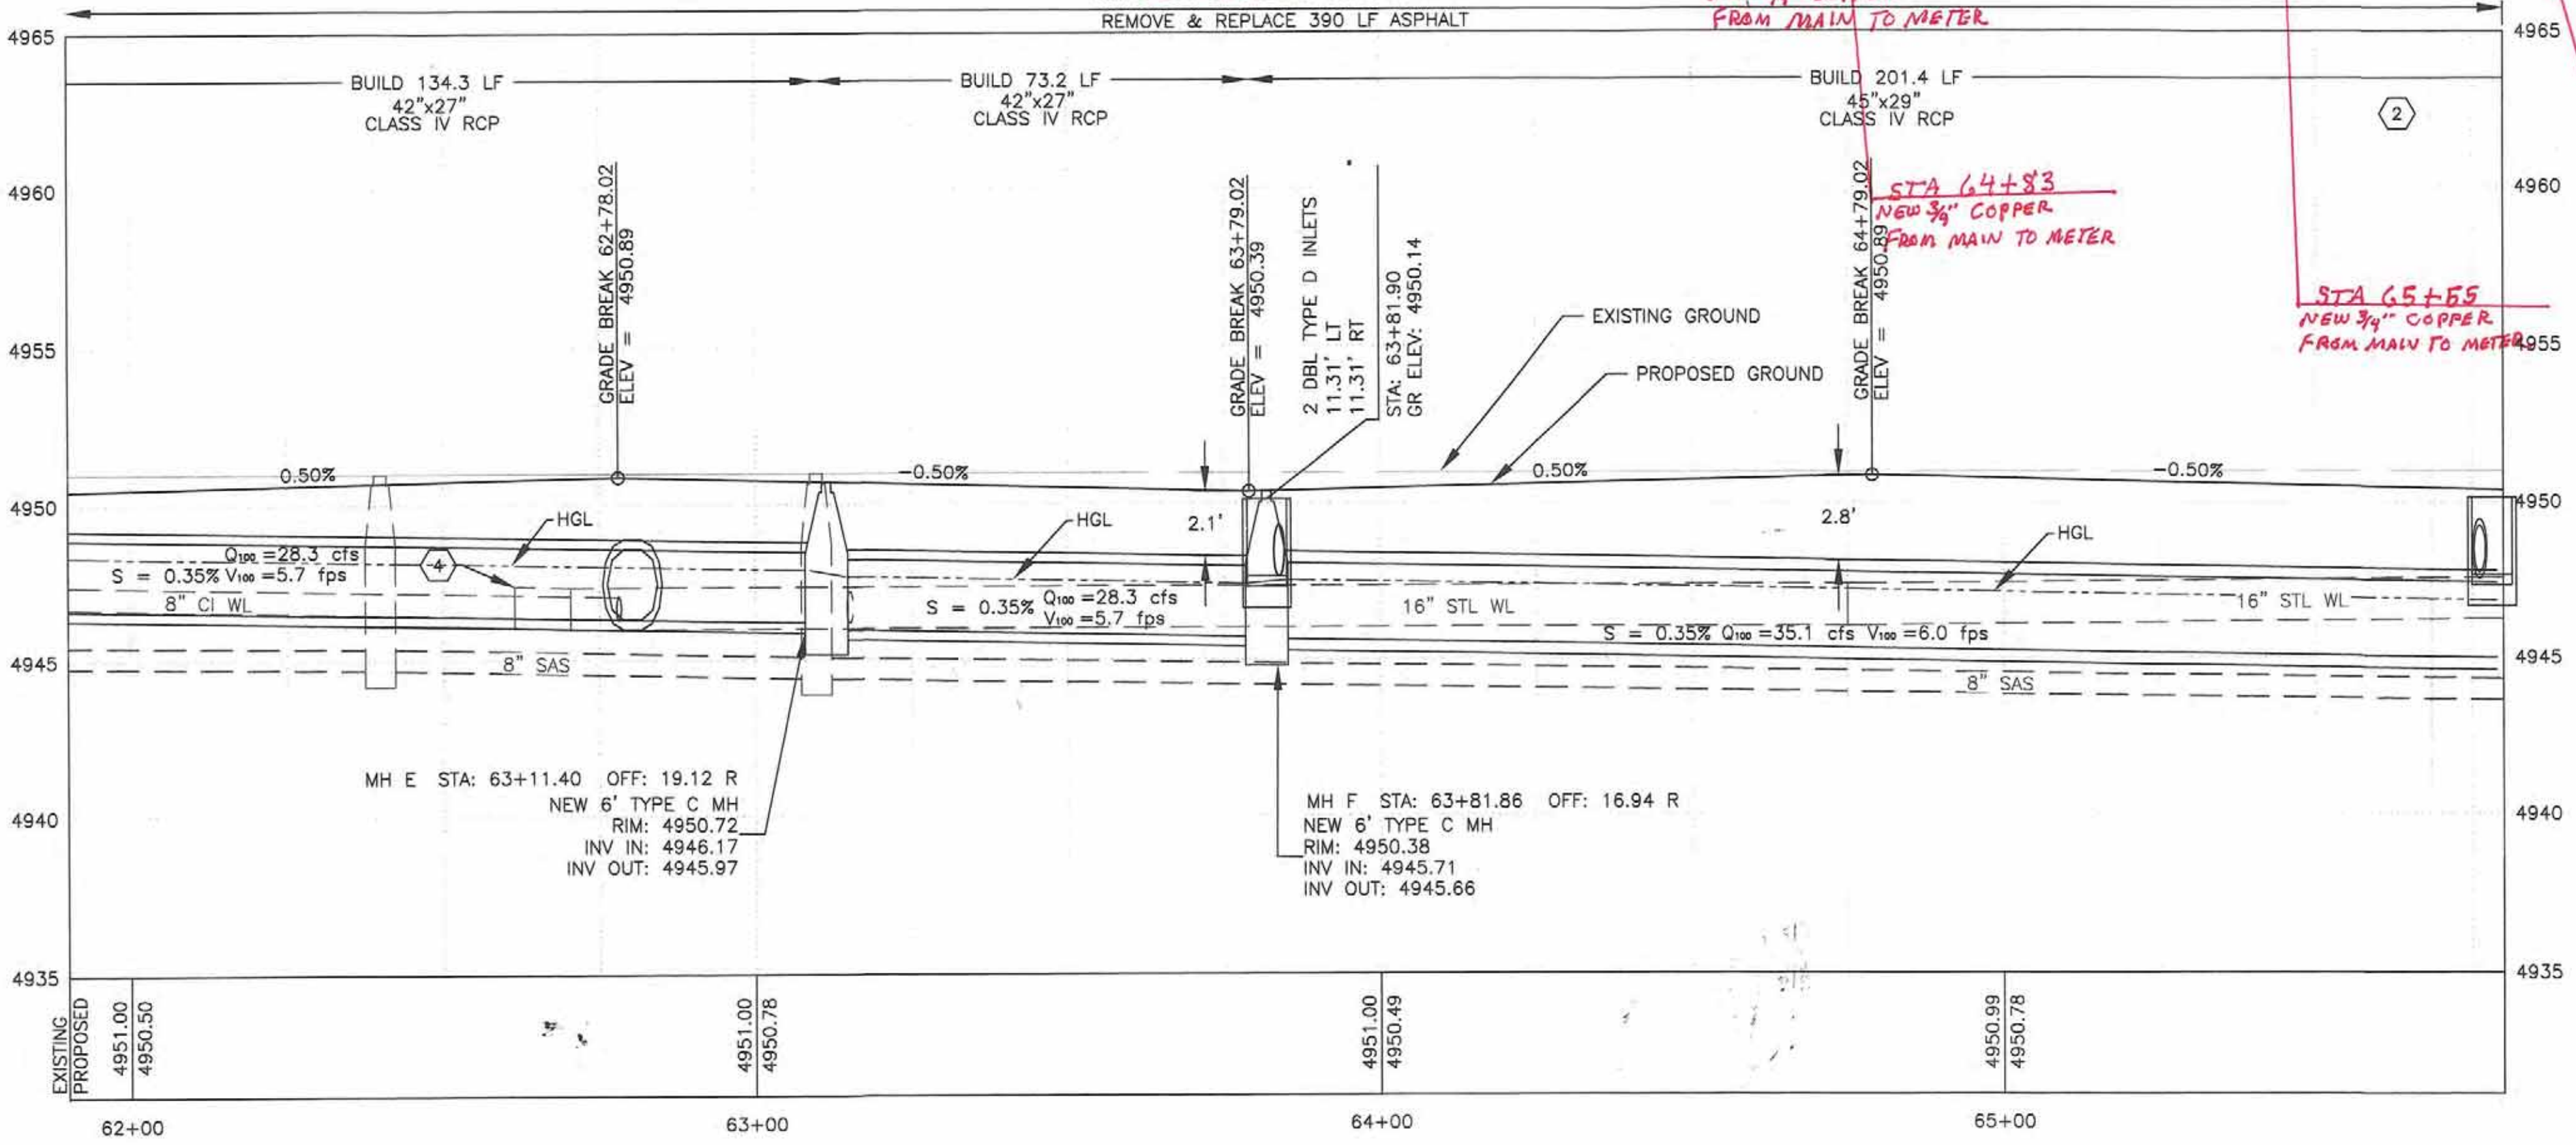 REMOVE & REPLACE 390 LF ASPHALT
FROM MAIN TO METER
4965
4965
BUILD 134.3 LF
42"x27"
CLASS IV RCP
BUILD 73.2 LF
42"x27"
CLASS IV RCP
BUILD 201.4 LF
45"x29"
CLASS IV RCP
2
4960
4960
GRADE BREAK 62+78.02
ELEV = 4950.89
GRADE BREAK 63+79.02
ELEV = 4950.39
2 DBL TYPE D INLETS
11.31' LT
11.31' RT
STA: 63+81.90
GR ELEV: 4950.14
GRADE BREAK 64+79.02
ELEV = 4950.89
STA 64+83
NEW 3/4" COPPER
FROM MAIN TO METER
STA 65+55
NEW 3/4" COPPER
FROM MAIN TO METER
4955
4955
EXISTING GROUND
PROPOSED GROUND
0.50%
-0.50%
0.50%
-0.50%
4950
4950
HGL
HGL
HGL
2.1'
2.8'
4
Q100 =28.3 cfs
S = 0.35% V100 =5.7 fps
8" CI WL
S = 0.35% Q100 =28.3 cfs
V100 =5.7 fps
16" STL WL
16" STL WL
S = 0.35% Q100 =35.1 cfs V100 =6.0 fps
4945
4945
8" SAS
8" SAS
MH E STA: 63+11.40 OFF: 19.12 R
NEW 6' TYPE C MH
RIM: 4950.72
INV IN: 4946.17
INV OUT: 4945.97
MH F STA: 63+81.86 OFF: 16.94 R
NEW 6' TYPE C MH
RIM: 4950.38
INV IN: 4945.71
INV OUT: 4945.66
4940
4940
4935
4935
EXISTING
PROPOSED
4951.00
4950.50
4951.00
4950.78
4951.00
4950.49
4950.99
4950.78
62+00
63+00
64+00
65+00